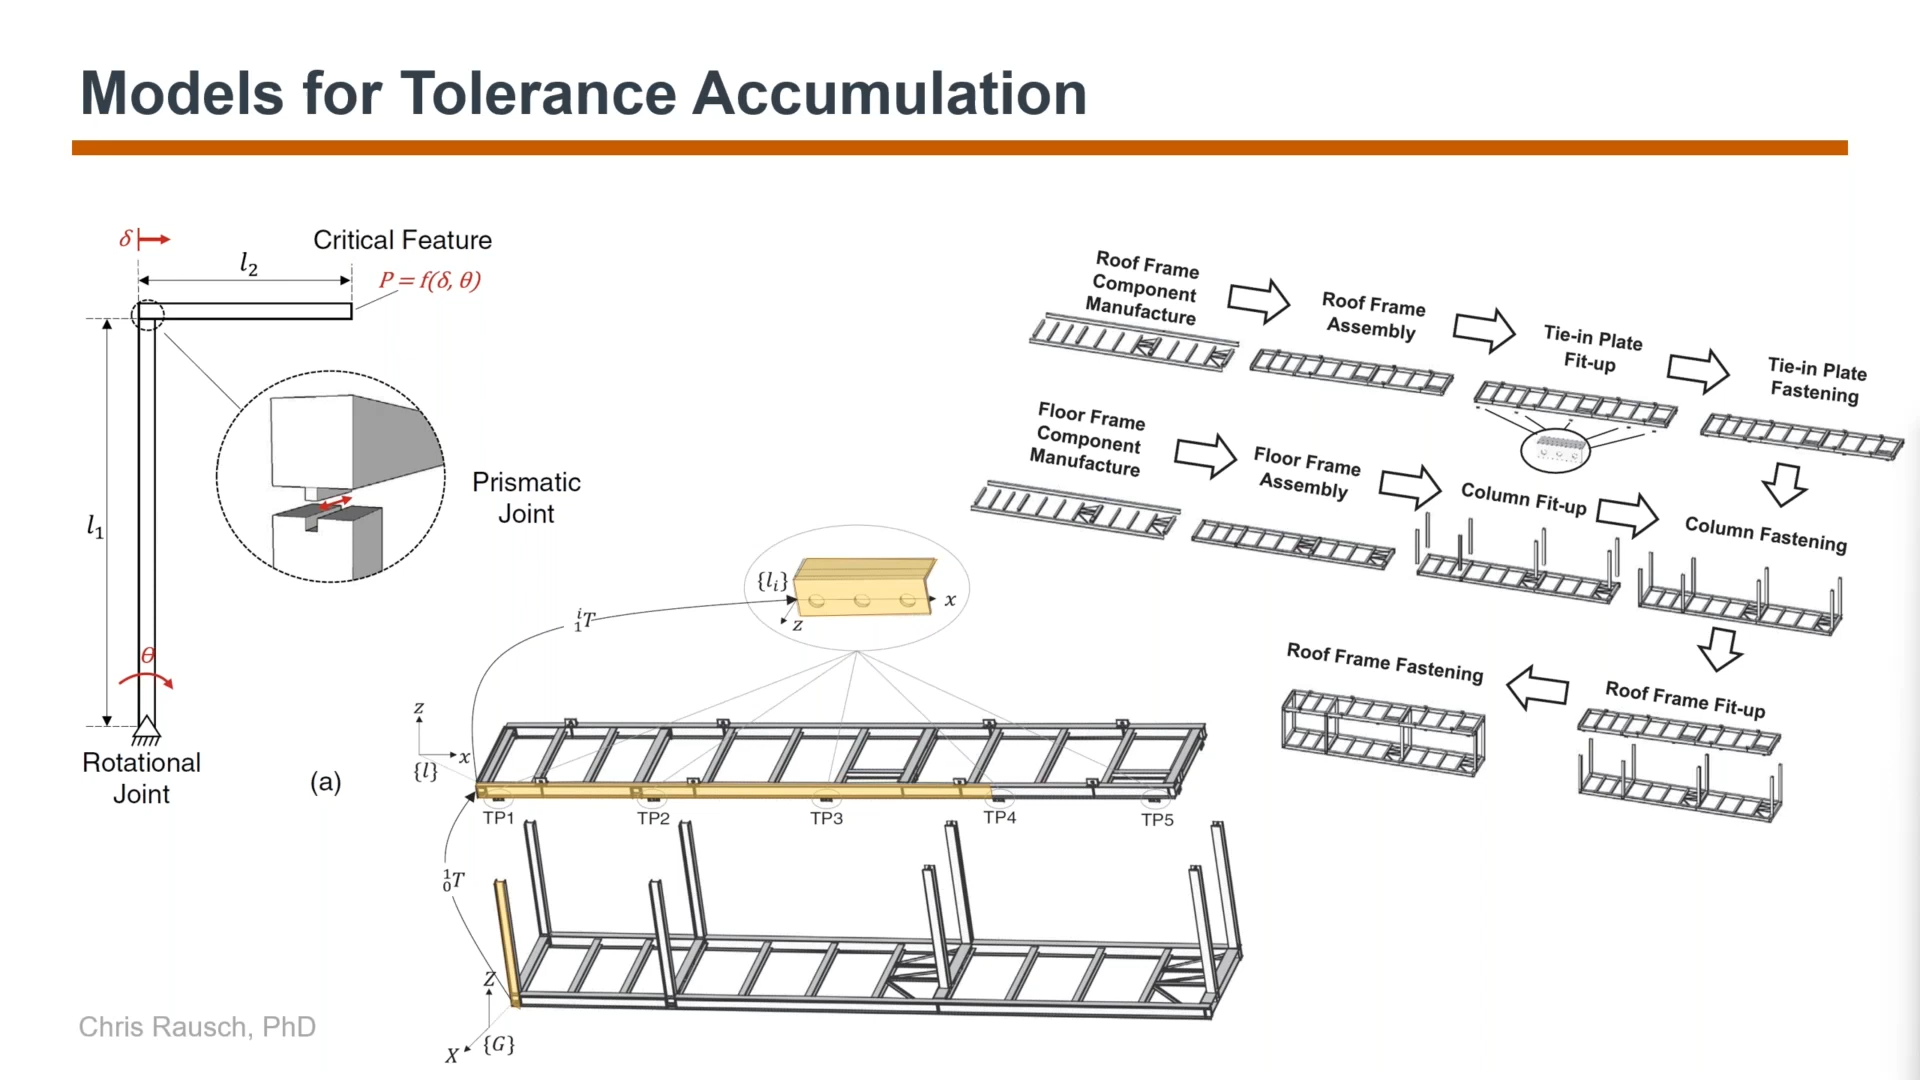 Models for Tolerance Accumulation
δ
l₂
Critical Feature
P = f(δ, θ)
l₁
Prismatic
Joint
θ
Rotational
Joint
(a)
{lᵢ}
x
z
ⁱ₁T
z
x
{l}
TP1
TP2
TP3
TP4
TP5
¹₀T
Z
X
{G}
Roof Frame
Component
Manufacture
Roof Frame
Assembly
Tie-in Plate
Fit-up
Tie-in Plate
Fastening
Floor Frame
Component
Manufacture
Floor Frame
Assembly
Column Fit-up
Column Fastening
Roof Frame Fastening
Roof Frame Fit-up
Chris Rausch, PhD